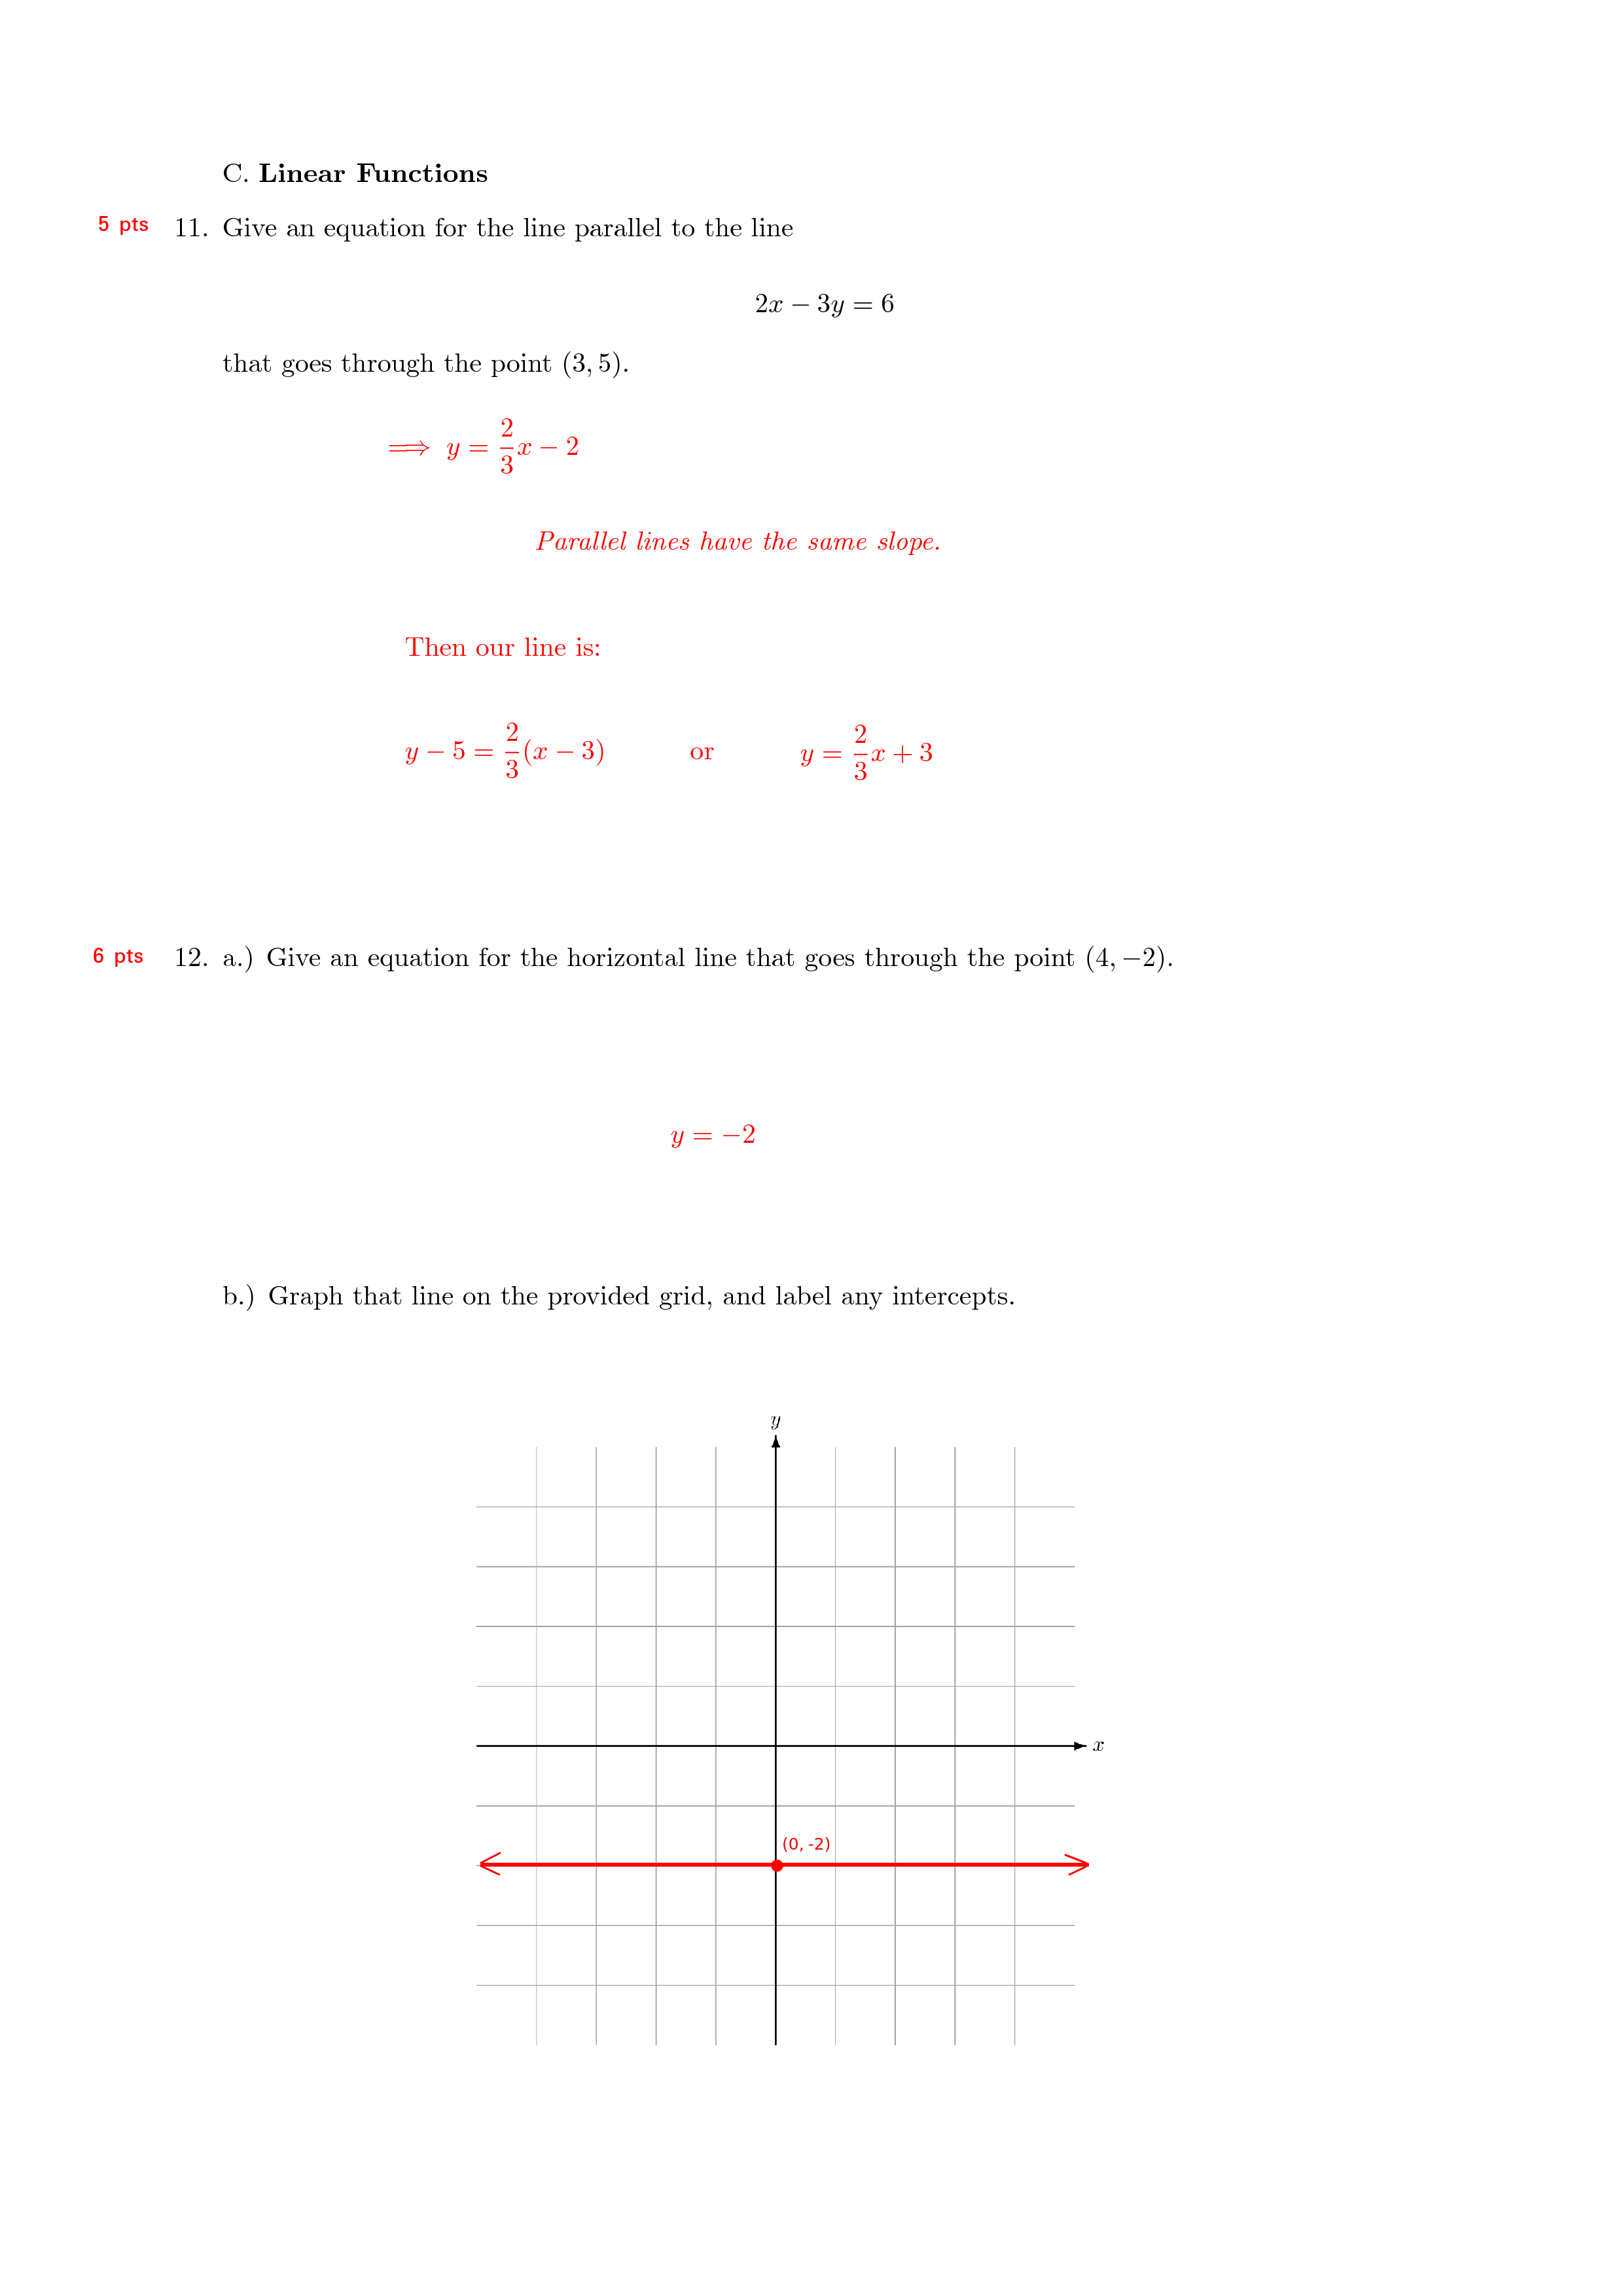 C. Linear Functions
5 pts 11. Give an equation for the line parallel to the line
2x − 3y = 6
that goes through the point (3, 5).
⟹ y = 2/3 x − 2
Parallel lines have the same slope.
Then our line is:
y − 5 = 2/3 (x − 3) or y = 2/3 x + 3
6 pts 12. a.) Give an equation for the horizontal line that goes through the point (4, −2).
y = −2
b.) Graph that line on the provided grid, and label any intercepts.
y
x
(0, -2)